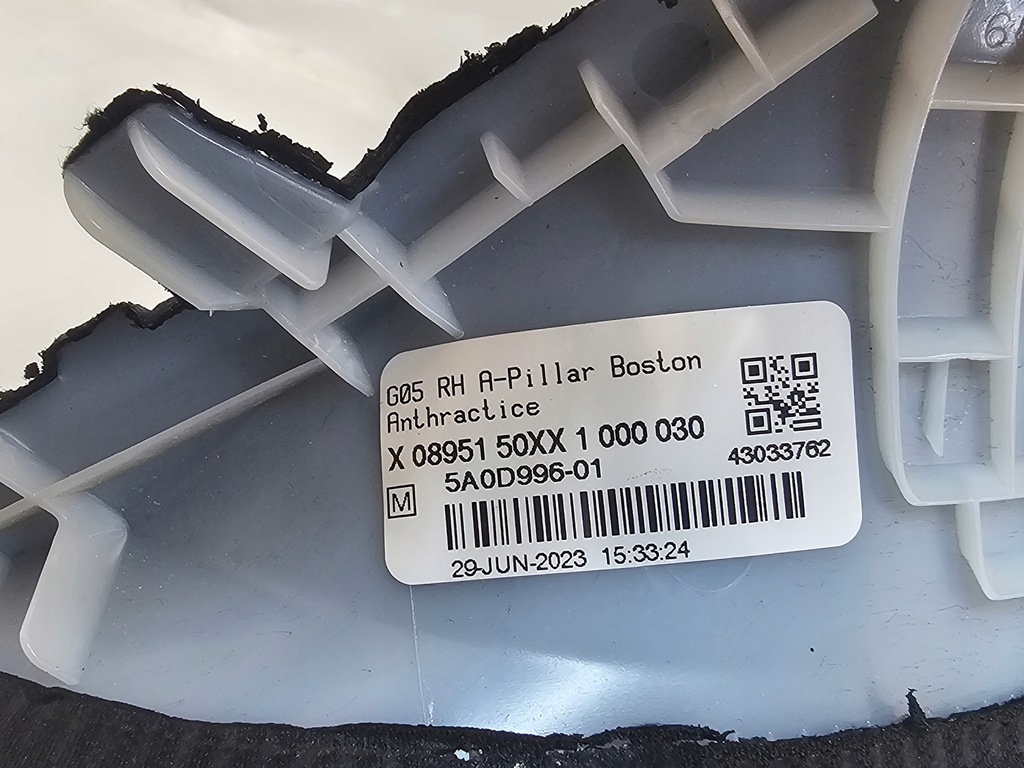 G05 RH A-Pillar Boston
Anthractice
X 08951 50XX 1 000 030
5A0D996-01
43033762
M
29-JUN-2023 15:33:24
6